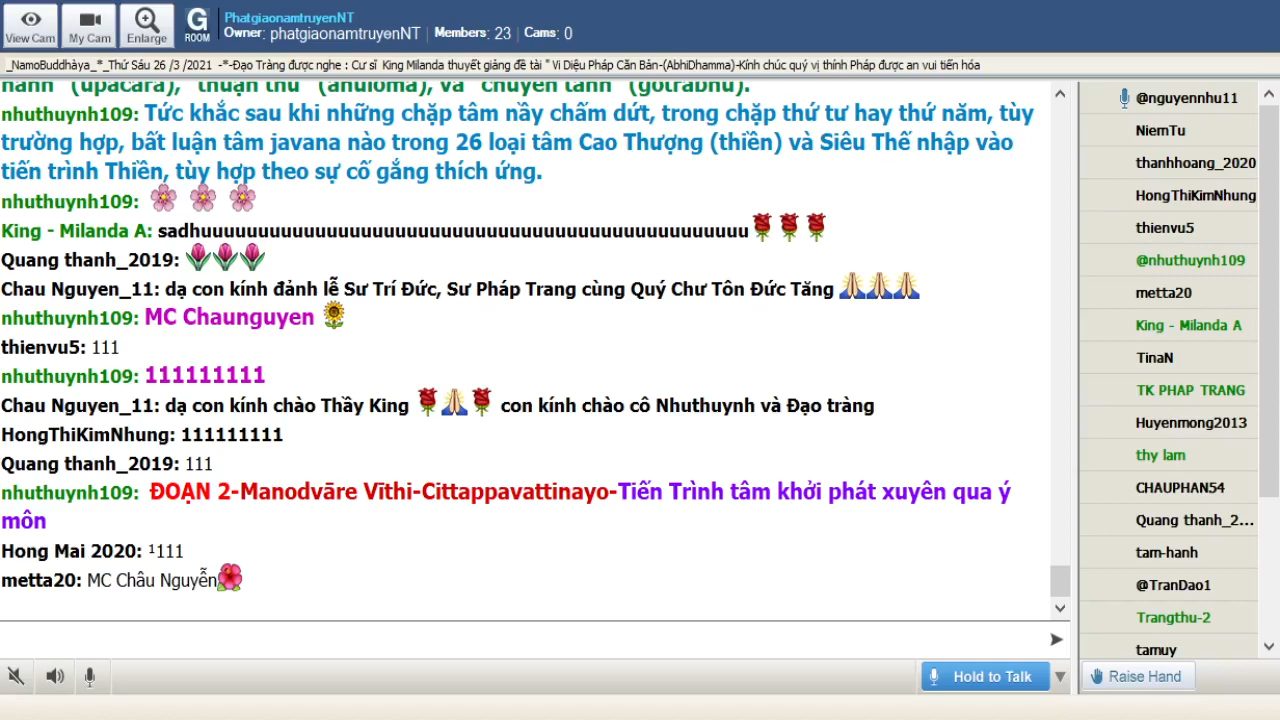 View Cam
My Cam
Enlarge
G
ROOM
PhatgiaonamtruyenNT
Owner: phatgiaonamtruyenNT | Members: 23 | Cams: 0
_NamoBuddhàya_*_Thứ Sáu 26 /3 /2021 -*-Đạo Tràng được nghe : Cư sĩ King Milanda thuyết giảng đề tài " Vi Diệu Pháp Căn Bản-(AbhiDhamma)-Kính chúc quý vị thính Pháp được an vui tiến hóa
hành" (upacāra), "thuận thứ" (anuloma), và "chuyển tánh" (gotrabhū).
nhuthuynh109: Tức khắc sau khi những chặp tâm nầy chấm dứt, trong chặp thứ tư hay thứ năm, tùy
trường hợp, bất luận tâm javana nào trong 26 loại tâm Cao Thượng (thiền) và Siêu Thế nhập vào
tiến trình Thiền, tùy hợp theo sự cố gắng thích ứng.
nhuthuynh109:
King - Milanda A: sadhuuuuuuuuuuuuuuuuuuuuuuuuuuuuuuuuuuuuuuuuuuuuuuuu
Quang thanh_2019:
Chau Nguyen_11: dạ con kính đảnh lễ Sư Trí Đức, Sư Pháp Trang cùng Quý Chư Tôn Đức Tăng
nhuthuynh109: MC Chaunguyen
thienvu5: 111
nhuthuynh109: 111111111
Chau Nguyen_11: dạ con kính chào Thầy King con kính chào cô Nhuthuynh và Đạo tràng
HongThiKimNhung: 111111111
Quang thanh_2019: 111
nhuthuynh109: ĐOẠN 2-Manodvāre Vīthi-Cittappavattinayo-Tiến Trình tâm khởi phát xuyên qua ý
môn
Hong Mai 2020: ¹111
metta20: MC Châu Nguyễn
Hold to Talk
@nguyennhu11
NiemTu
thanhhoang_2020
HongThiKimNhung
thienvu5
@nhuthuynh109
metta20
King - Milanda A
TinaN
TK PHAP TRANG
Huyenmong2013
thy lam
CHAUPHAN54
Quang thanh_2...
tam-hanh
@TranDao1
Trangthu-2
tamuy
Raise Hand